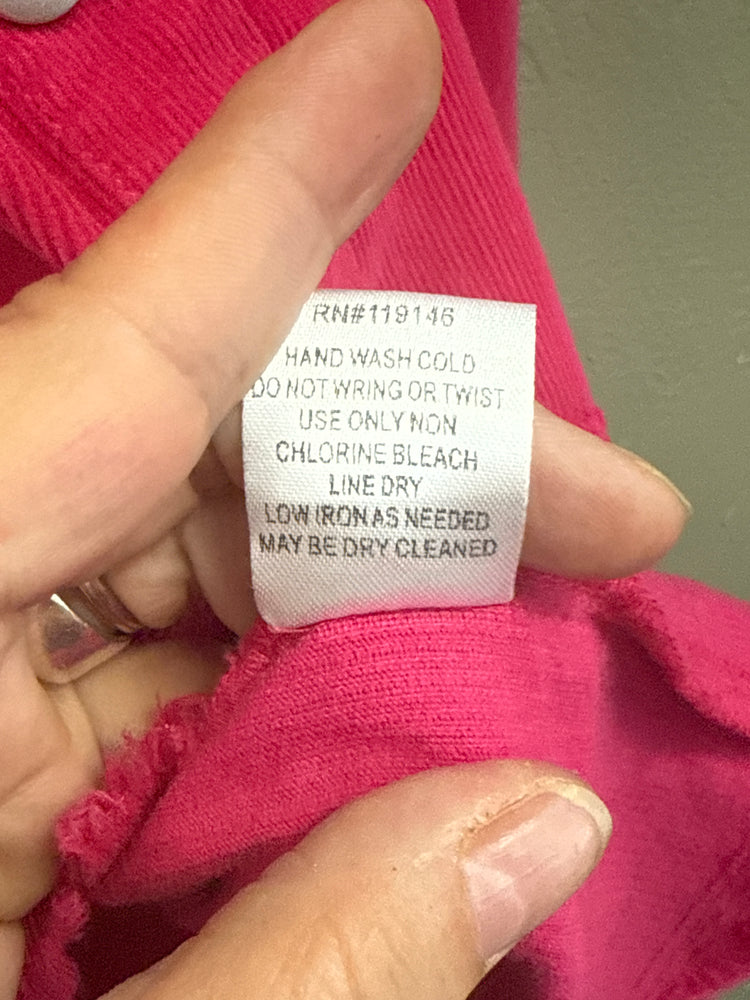 RN#119146
HAND WASH COLD
DO NOT WRING OR TWIST
USE ONLY NON
CHLORINE BLEACH
LINE DRY
LOW IRON AS NEEDED
MAY BE DRY CLEANED